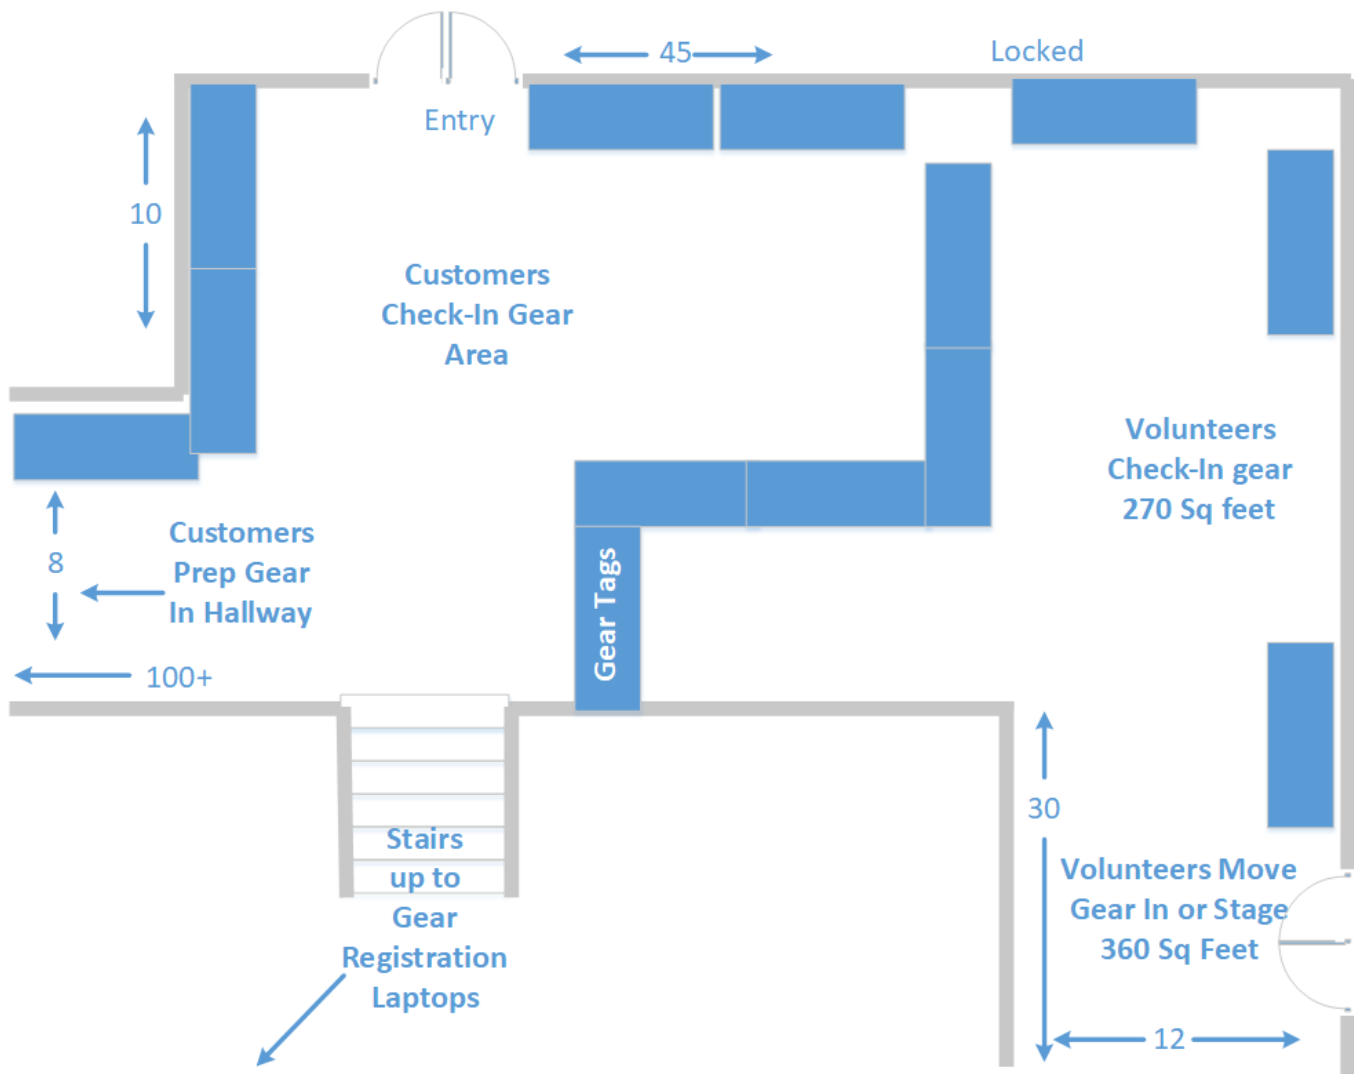 45
Locked
Entry
10
Customers
Check-In Gear
Area
Volunteers
Check-In gear
270 Sq feet
Customers
Prep Gear
In Hallway
8
100+
Gear Tags
30
Stairs
up to
Gear
Registration
Laptops
Volunteers Move
Gear In or Stage
360 Sq Feet
12